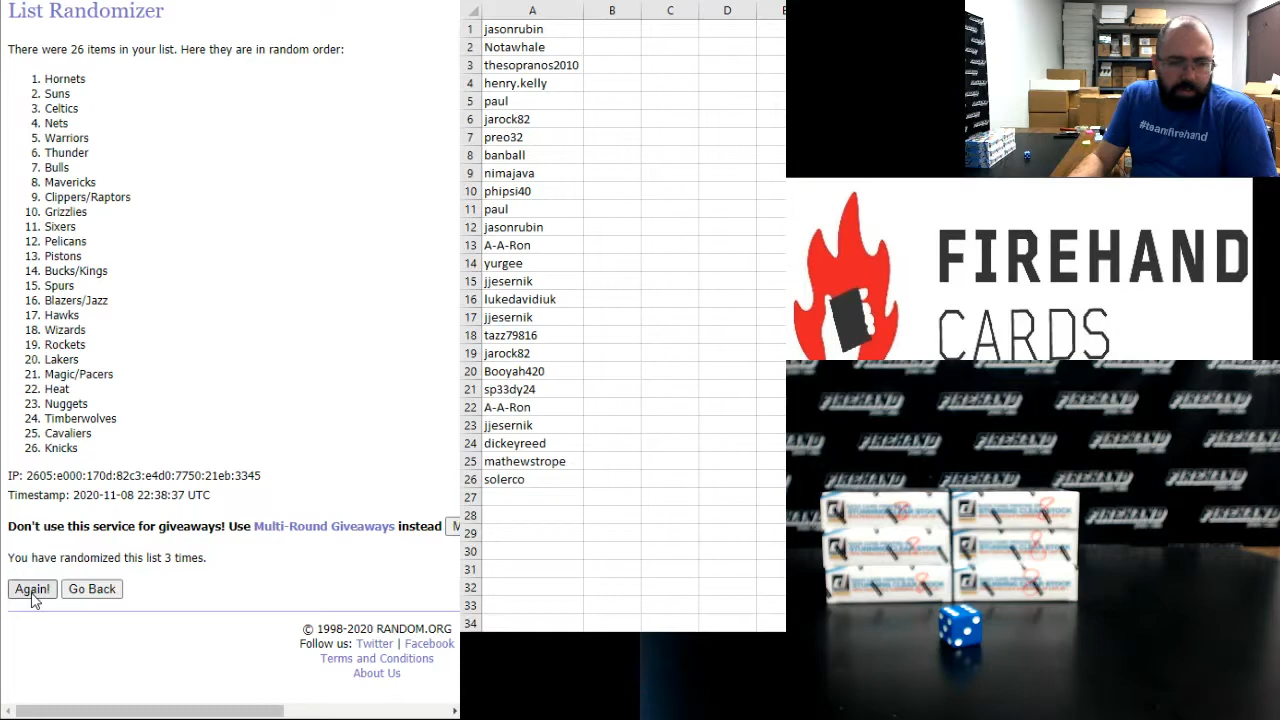 List Randomizer
There were 26 items in your list. Here they are in random order:
1. Hornets
2. Suns
3. Celtics
4. Nets
5. Warriors
6. Thunder
7. Bulls
8. Mavericks
9. Clippers/Raptors
10. Grizzlies
11. Sixers
12. Pelicans
13. Pistons
14. Bucks/Kings
15. Spurs
16. Blazers/Jazz
17. Hawks
18. Wizards
19. Rockets
20. Lakers
21. Magic/Pacers
22. Heat
23. Nuggets
24. Timberwolves
25. Cavaliers
26. Knicks
IP: 2605:e000:170d:82c3:e4d0:7750:21eb:3345
Timestamp: 2020-11-08 22:38:37 UTC
Don't use this service for giveaways! Use Multi-Round Giveaways instead
You have randomized this list 3 times.
Again! Go Back
© 1998-2020 RANDOM.ORG
Follow us: Twitter | Facebook
Terms and Conditions
About Us
A B C D E
1 jasonrubin
2 Notawhale
3 thesopranos2010
4 henry.kelly
5 paul
6 jarock82
7 preo32
8 banball
9 nimajava
10 phipsi40
11 paul
12 jasonrubin
13 A-A-Ron
14 yurgee
15 jjesernik
16 lukedavidiuk
17 jjesernik
18 tazz79816
19 jarock82
20 Booyah420
21 sp33dy24
22 A-A-Ron
23 jjesernik
24 dickeyreed
25 mathewstrope
26 solerco
27
28
29
30
31
32
33
34
#teamfirehand
FIREHAND
CARDS
FIREHAND FIREHAND FIREHAND FIREHAND
FIREHAND FIREHAND FIREHAND